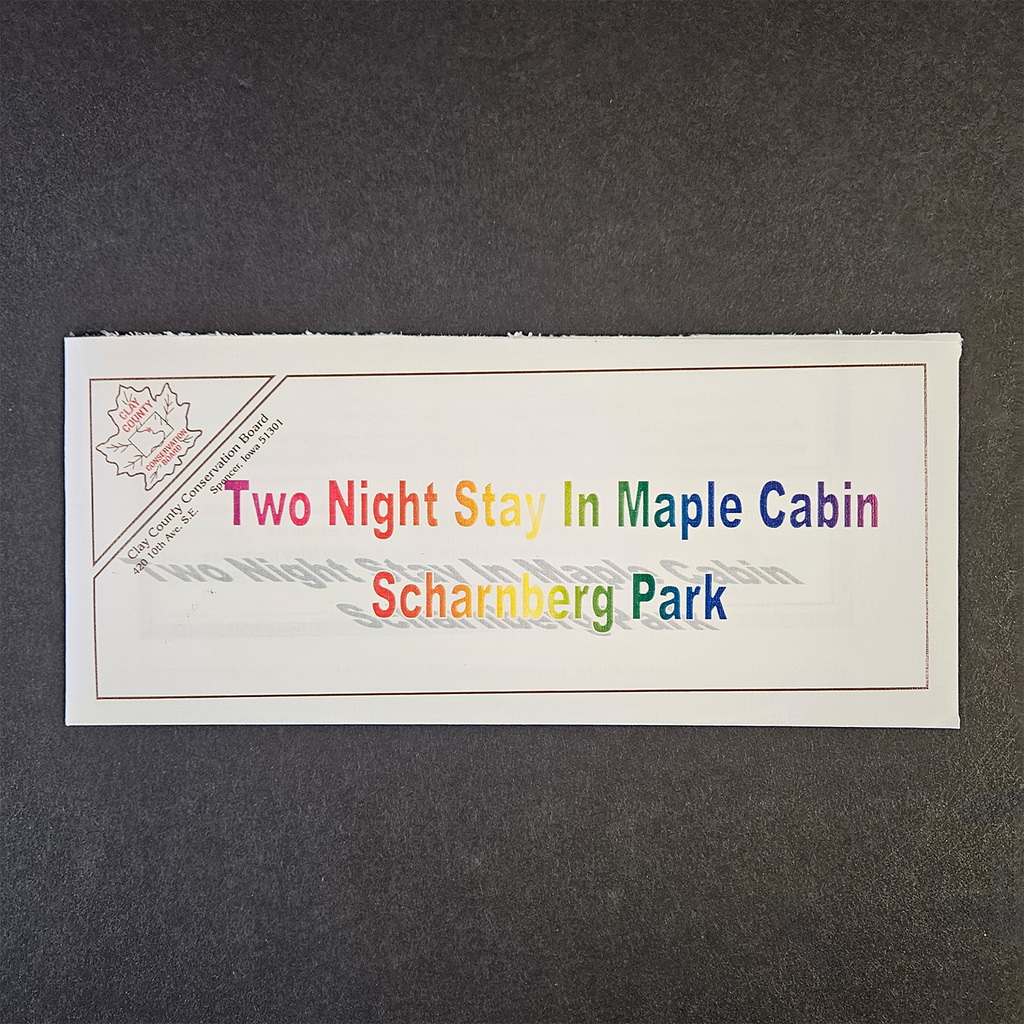 CLAY
COUNTY
CONSERVATION
BOARD
Clay County Conservation Board
420 10th Ave. S.E. Spencer, Iowa 51301
Two Night Stay In Maple Cabin
Scharnberg Park